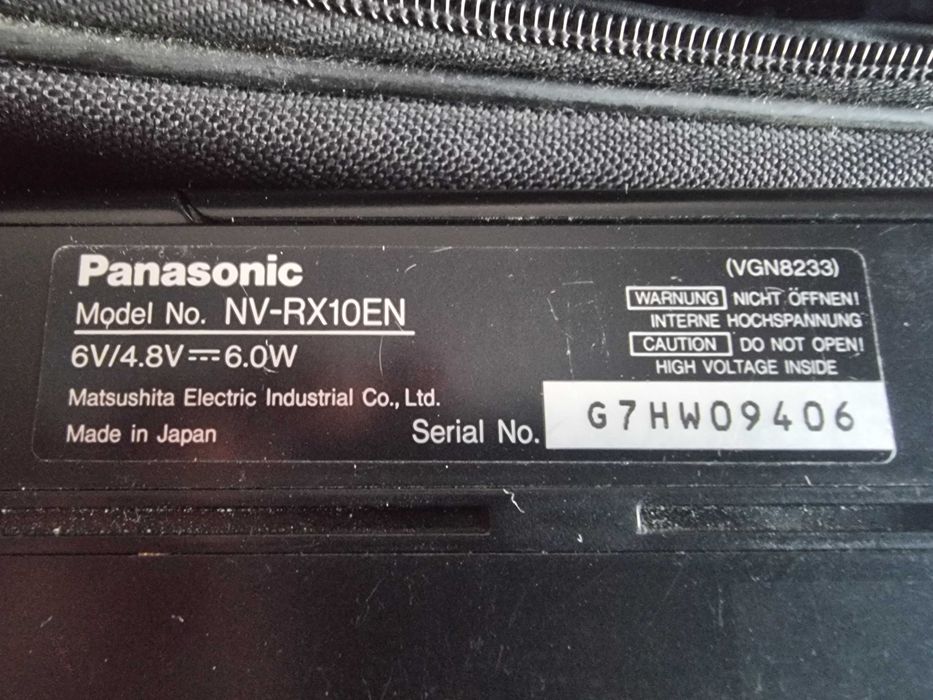 Panasonic
Model No. NV-RX10EN
6V/4.8V⎓6.0W
Matsushita Electric Industrial Co., Ltd.
Made in Japan
(VGN8233)
WARNUNG NICHT ÖFFNEN!
INTERNE HOCHSPANNUNG
CAUTION DO NOT OPEN!
HIGH VOLTAGE INSIDE
Serial No. G7HW09406